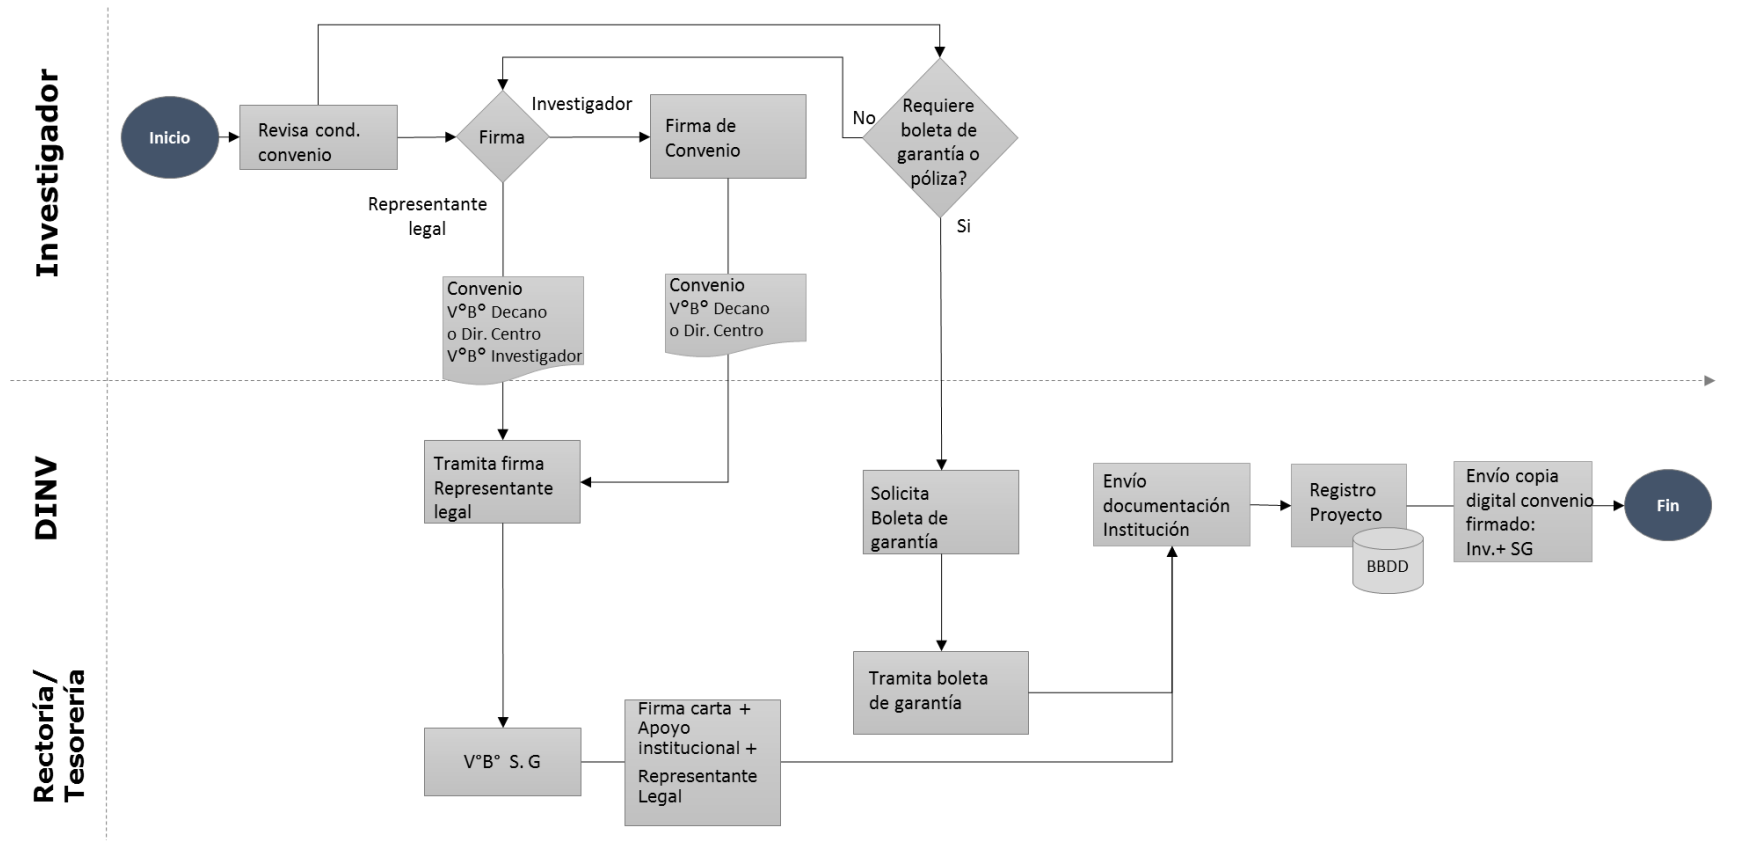 Investigador
Inicio
Revisa cond.
convenio
Firma
Investigador
Representante
legal
Firma de
Convenio
No
Requiere
boleta de
garantía o
póliza?
Si
Convenio
V°B° Decano
o Dir. Centro
V°B° Investigador
Convenio
V°B° Decano
o Dir. Centro
DINV
Tramita firma
Representante
legal
Solicita
Boleta de
garantía
Envío
documentación
Institución
Registro
Proyecto
BBDD
Envío copia
digital convenio
firmado:
Inv.+ SG
Fin
Rectoría/
Tesorería
V°B° S. G
Firma carta +
Apoyo
institucional +
Representante
Legal
Tramita boleta
de garantía